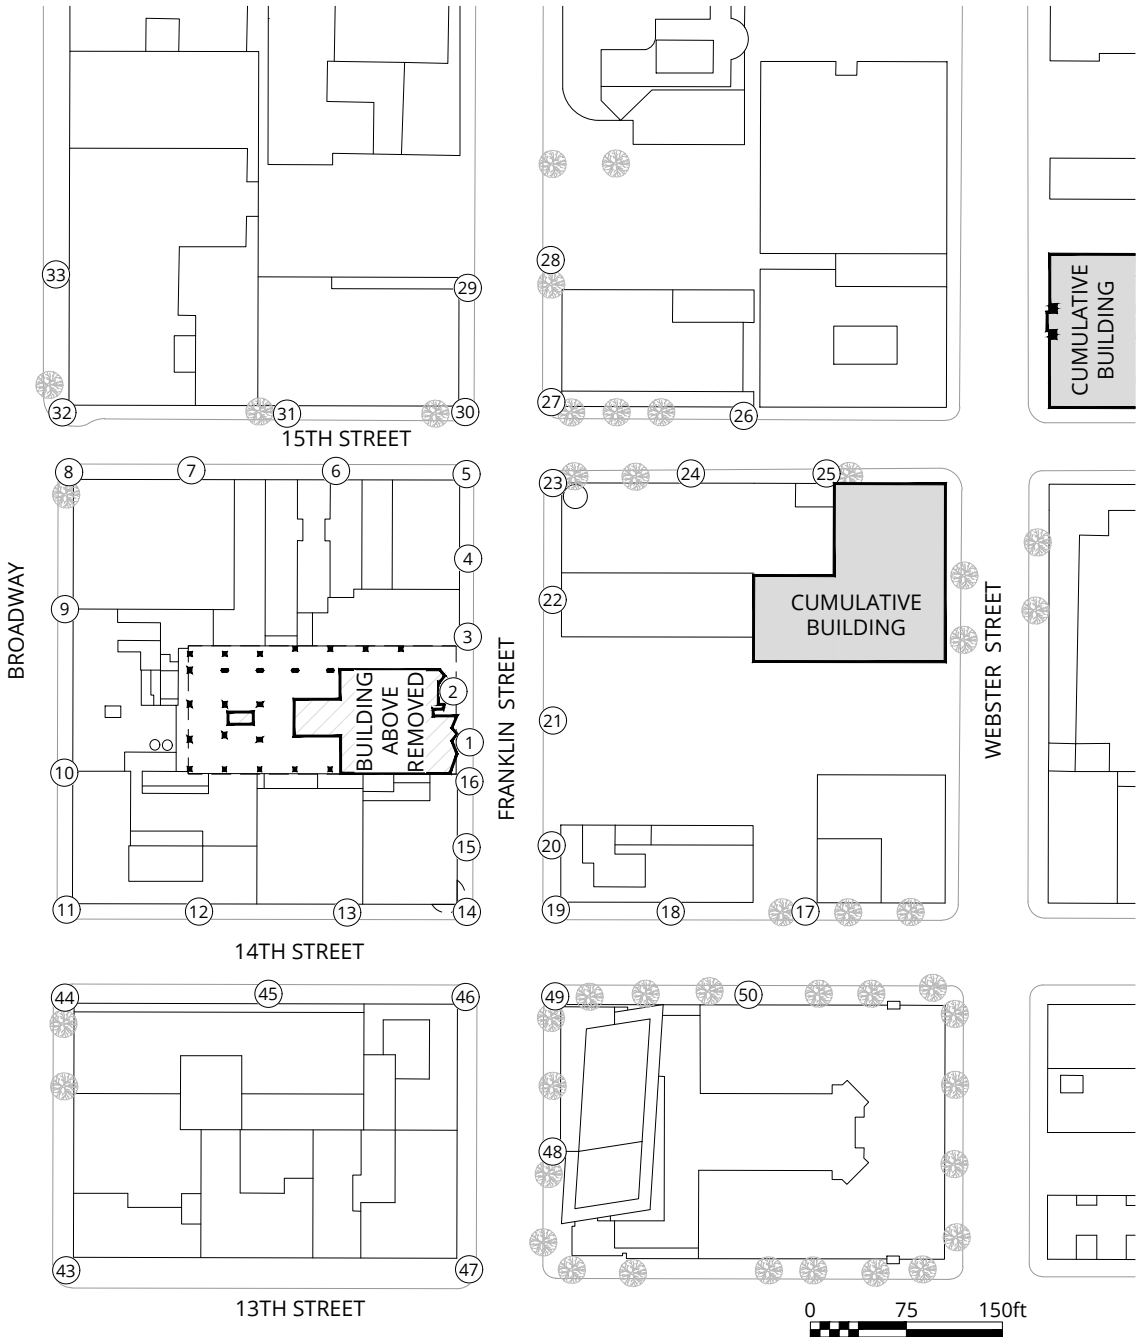 28
33
29
CUMULATIVE
BUILDING
27
32
31
30
26
15TH STREET
8
7
6
5
23
24
25
4
9
22
CUMULATIVE
BUILDING
BROADWAY
3
FRANKLIN STREET
WEBSTER STREET
2
BUILDING
ABOVE
REMOVED
21
1
10
16
15
20
11
12
13
14
19
18
17
14TH STREET
44
45
46
49
50
48
43
47
13TH STREET
0 75 150ft